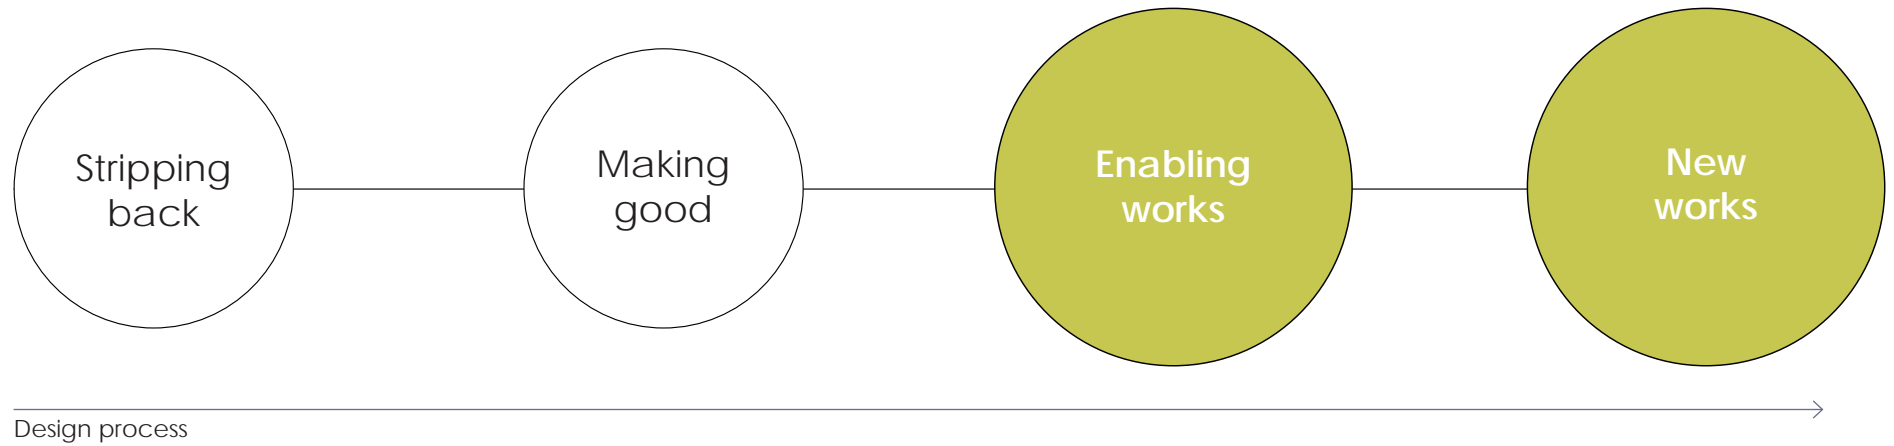 Stripping
back
Making
good
Enabling
works
New
works
Design process